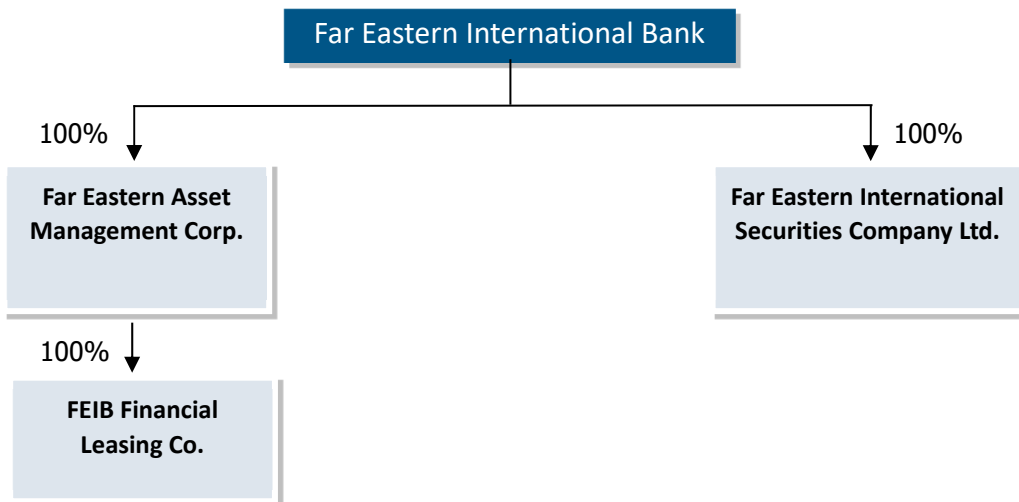 Far Eastern International Bank
100%
100%
Far Eastern Asset
Management Corp.
Far Eastern International
Securities Company Ltd.
100%
FEIB Financial
Leasing Co.